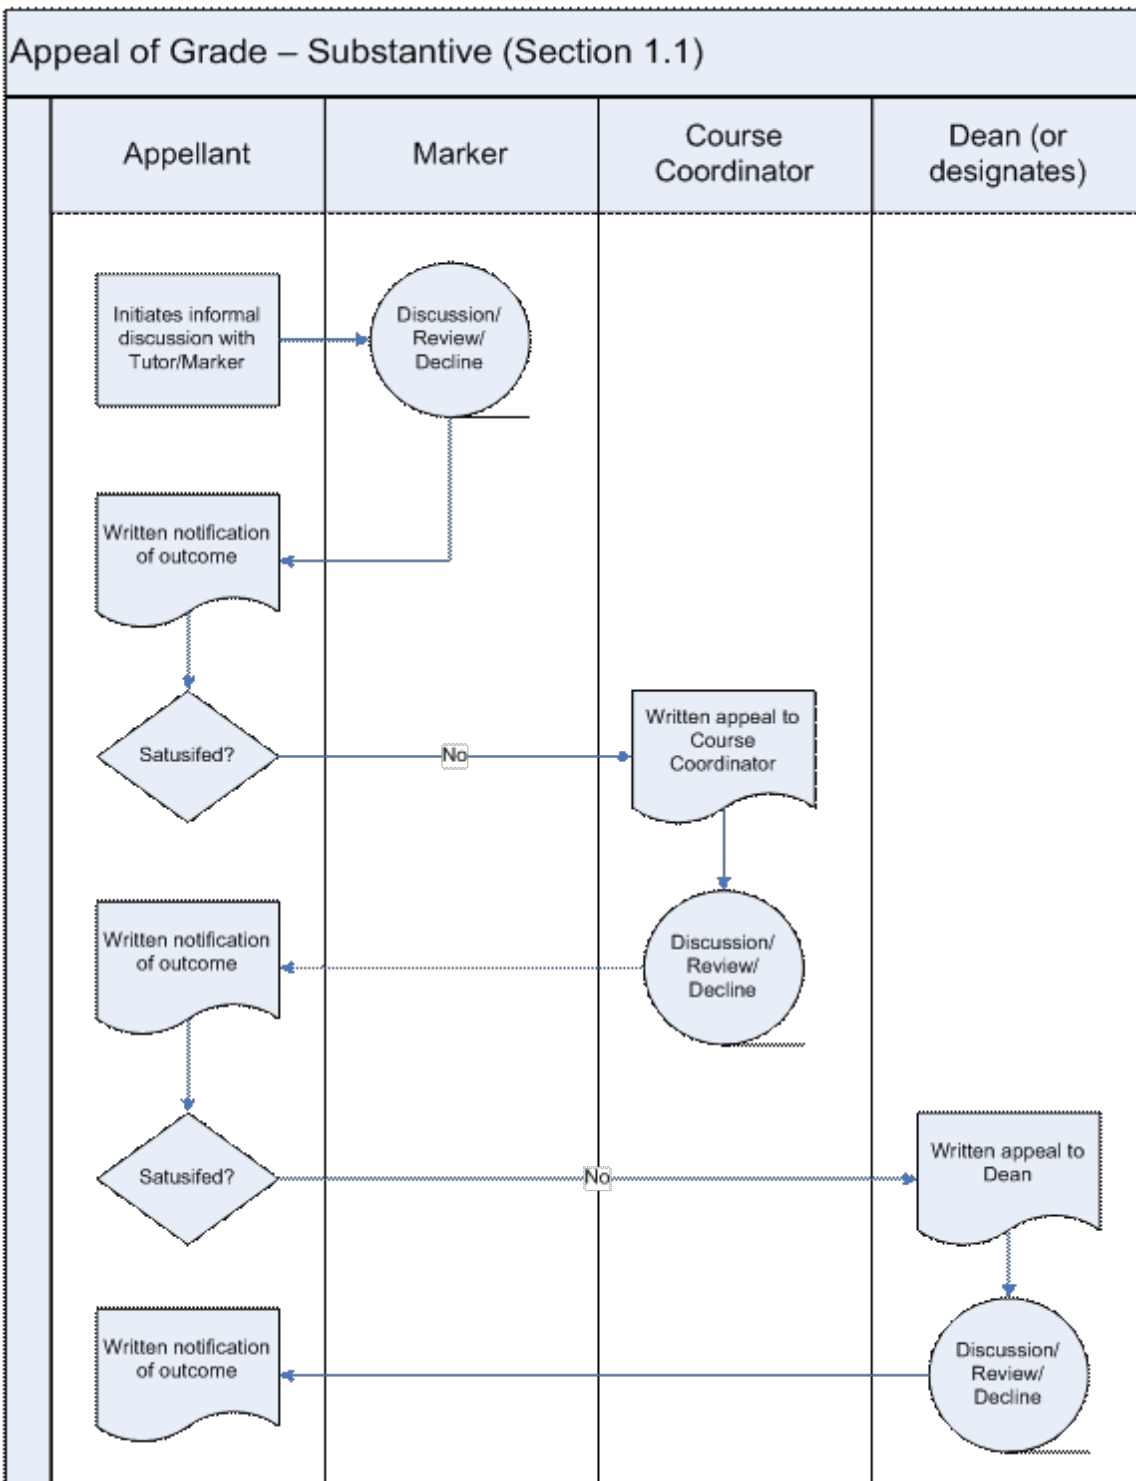 Appeal of Grade – Substantive (Section 1.1)
Appellant
Marker
Course
Coordinator
Dean (or
designates)
Initiates informal
discussion with
Tutor/Marker
Discussion/
Review/
Decline
Written notification
of outcome
Satusifed?
No
Written appeal to
Course
Coordinator
Written notification
of outcome
Discussion/
Review/
Decline
Satusifed?
No
Written appeal to
Dean
Written notification
of outcome
Discussion/
Review/
Decline